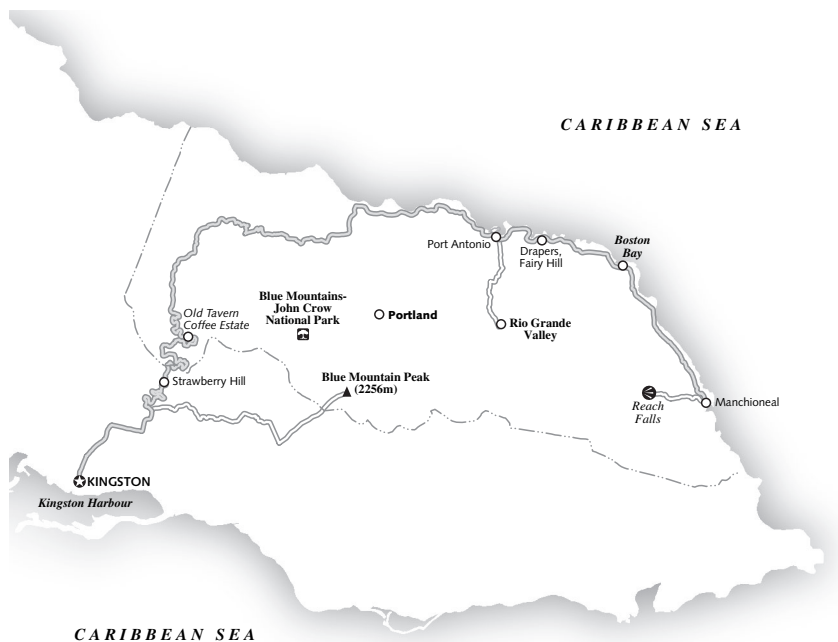 CARIBBEAN SEA
Port Antonio
Drapers,
Fairy Hill
Boston
Bay
Blue Mountains-
John Crow
National Park
Old Tavern
Coffee Estate
Portland
Rio Grande
Valley
Strawberry Hill
Blue Mountain Peak
(2256m)
Reach
Falls
Manchioneal
KINGSTON
Kingston Harbour
CARIBBEAN SEA